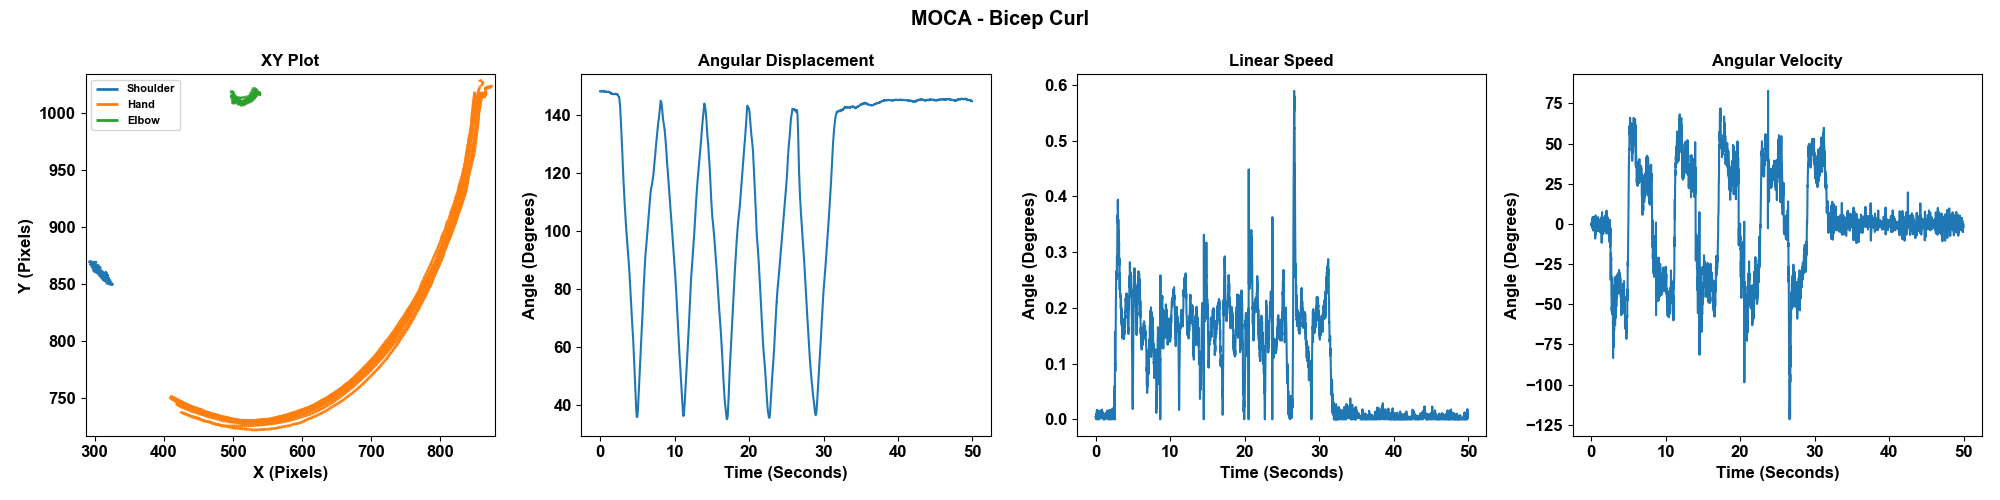 MOCA - Bicep Curl
XY Plot
Shoulder
Hand
Elbow
1000
950
900
850
800
750
Y (Pixels)
300 400 500 600 700 800
X (Pixels)
Angular Displacement
140
120
100
80
60
40
Angle (Degrees)
0 10 20 30 40 50
Time (Seconds)
Linear Speed
0.6
0.5
0.4
0.3
0.2
0.1
0.0
Angle (Degrees)
0 10 20 30 40 50
Time (Seconds)
Angular Velocity
75
50
25
0
−25
−50
−75
−100
−125
Angle (Degrees)
0 10 20 30 40 50
Time (Seconds)